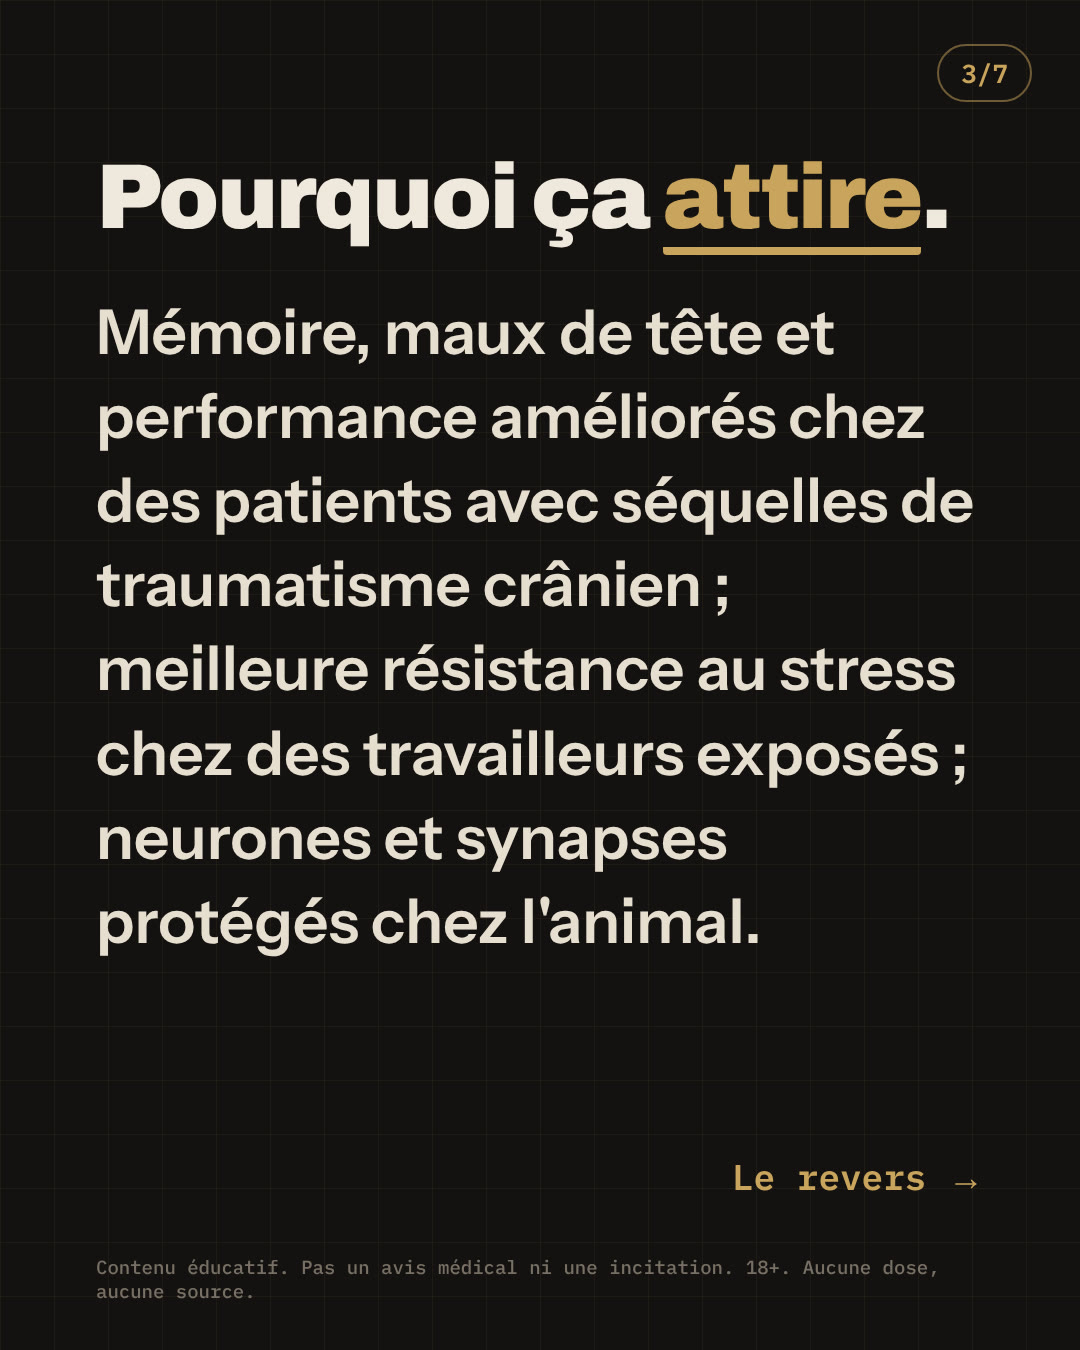 3/7
Pourquoi ça attire.
Mémoire, maux de tête et
performance améliorés chez
des patients avec séquelles de
traumatisme crânien ;
meilleure résistance au stress
chez des travailleurs exposés ;
neurones et synapses
protégés chez l'animal.
Le revers →
Contenu éducatif. Pas un avis médical ni une incitation. 18+. Aucune dose,
aucune source.